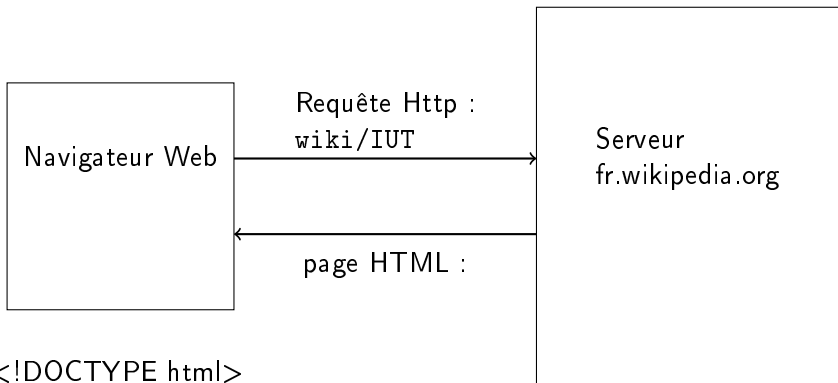 Navigateur Web
Requête Http :
wiki/IUT
Serveur
fr.wikipedia.org
page HTML :
<!DOCTYPE html>